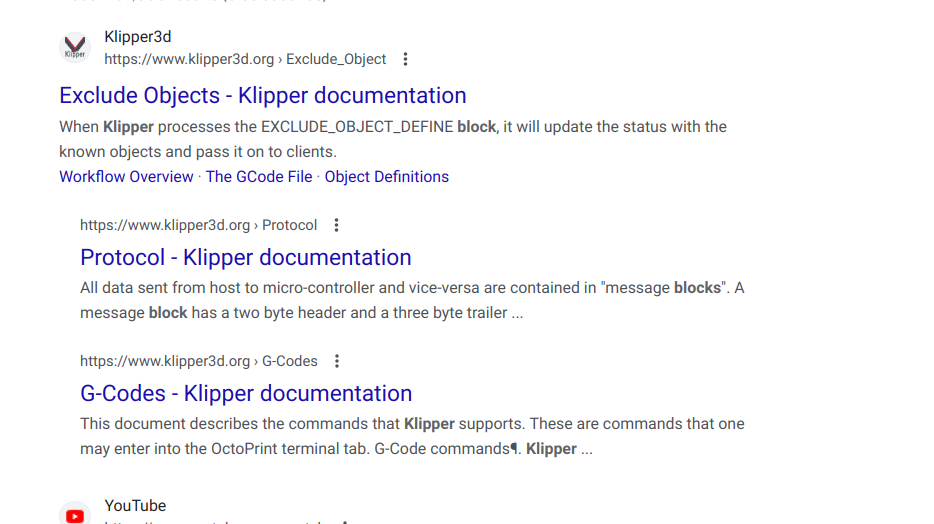 Klipper3d
https://www.klipper3d.org › Exclude_Object
Klipper
Exclude Objects - Klipper documentation
When Klipper processes the EXCLUDE_OBJECT_DEFINE block, it will update the status with the
known objects and pass it on to clients.
Workflow Overview · The GCode File · Object Definitions
https://www.klipper3d.org › Protocol
Protocol - Klipper documentation
All data sent from host to micro-controller and vice-versa are contained in "message blocks". A
message block has a two byte header and a three byte trailer ...
https://www.klipper3d.org › G-Codes
G-Codes - Klipper documentation
This document describes the commands that Klipper supports. These are commands that one
may enter into the OctoPrint terminal tab. G-Code commands¶. Klipper ...
YouTube